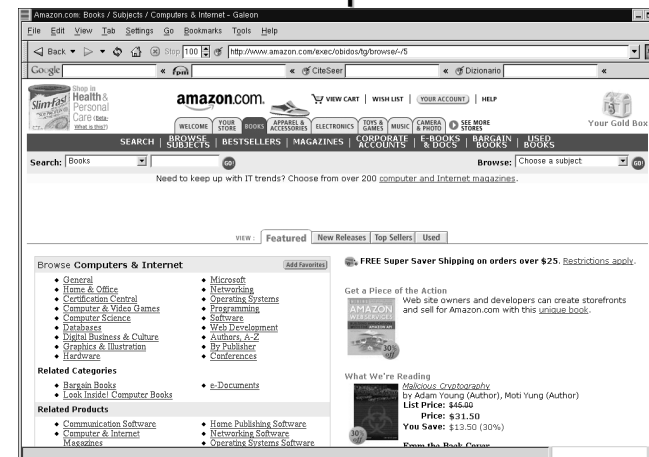 Amazon.com: Books / Subjects / Computers & Internet - Galeon
File Edit View Tab Settings Go Bookmarks Tools Help
Back Stop 100 http://www.amazon.com/exec/obidos/tg/browse/-/5
Google « fpm « CiteSeer « Dizionario «
Slim·Fast
Shop in
Health &
Personal
Care (beta-
What is this?)
amazon.com.
VIEW CART | WISH LIST | YOUR ACCOUNT | HELP
WELCOME YOUR STORE BOOKS APPAREL & ACCESSORIES ELECTRONICS TOYS & GAMES MUSIC CAMERA & PHOTO SEE MORE STORES
Your Gold Box
SEARCH | BROWSE SUBJECTS | BESTSELLERS | MAGAZINES | CORPORATE ACCOUNTS | E-BOOKS & DOCS | BARGAIN BOOKS | USED BOOKS
Search: Books GO! Browse: Choose a subject GO!
Need to keep up with IT trends? Choose from over 200 computer and Internet magazines.
VIEW: Featured New Releases Top Sellers Used
Browse Computers & Internet Add Favorites
General
Home & Office
Certification Central
Computer & Video Games
Computer Science
Databases
Digital Business & Culture
Graphics & Illustration
Hardware
Microsoft
Networking
Operating Systems
Programming
Software
Web Development
Authors, A-Z
By Publisher
Conferences
Related Categories
Bargain Books
Look Inside! Computer Books
e-Documents
Related Products
Communication Software
Computer & Internet
Magazines
Home Publishing Software
Networking Software
Operating Systems Software
FREE Super Saver Shipping on orders over $25. Restrictions apply.
Get a Piece of the Action
AMAZON
WEB SERVICES
30%
off
Web site owners and developers can create storefronts
and sell for Amazon.com with this unique book.
What We're Reading
30%
off
Malicious Cryptography
by Adam Young (Author), Moti Yung (Author)
List Price: $45.00
Price: $31.50
You Save: $13.50 (30%)
From the Back Cover